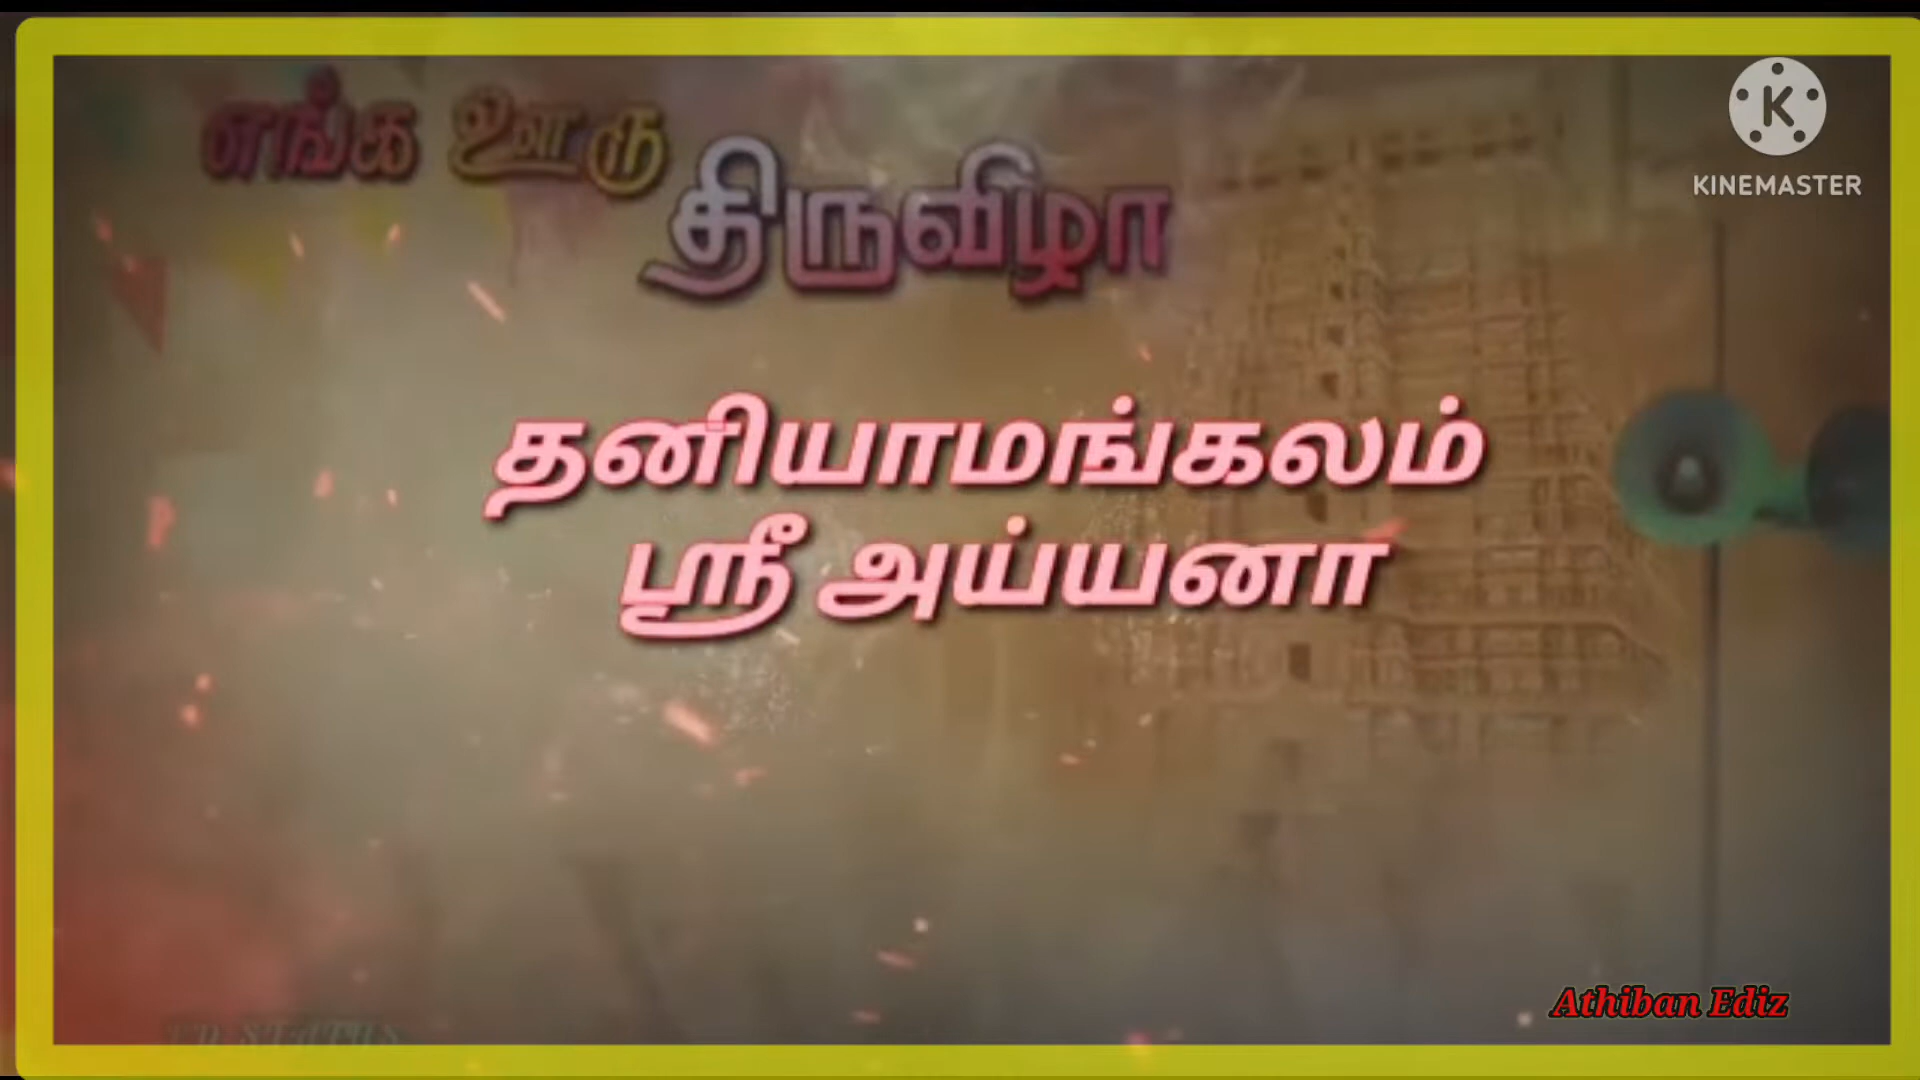 எங்க ஊரு
திருவிழா
KINEMASTER
தனியாமங்கலம்
ஸ்ரீ அய்யனா
Athiban Ediz